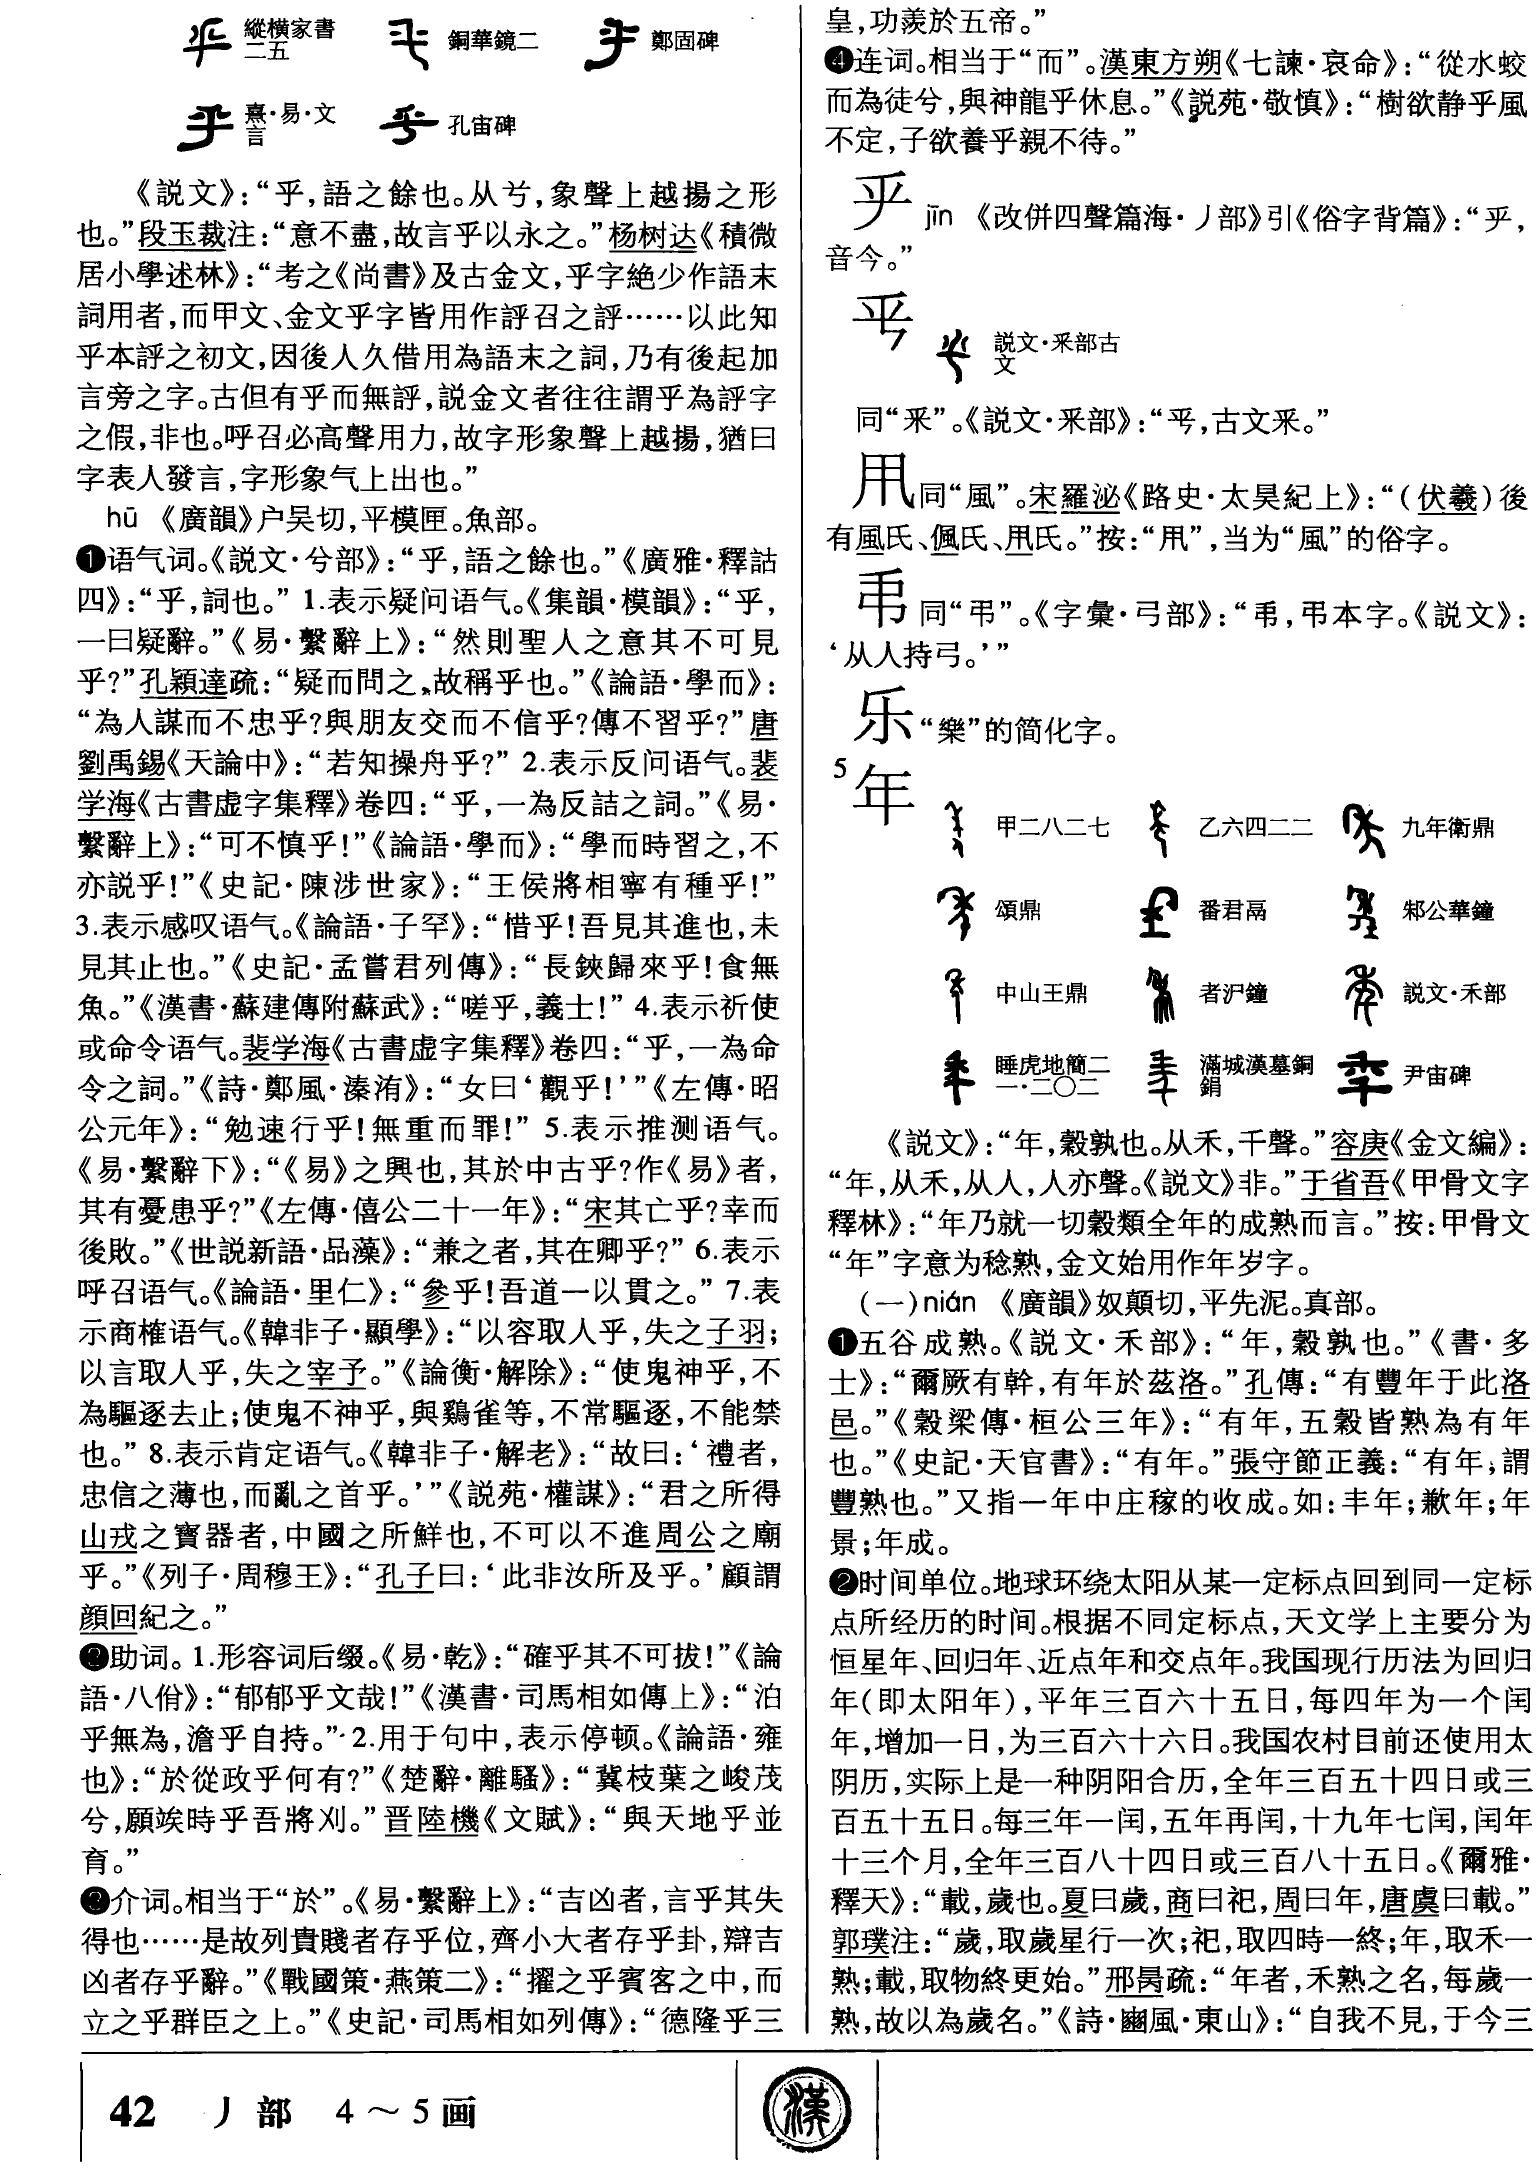 縱横家書
二五
銅華鏡二
鄭固碑
熹·易·文
言
孔宙碑
《説文》：“乎，語之餘也。从兮，象聲上越揚之形
也。”段玉裁注：“意不盡，故言乎以永之。”杨树达《積微
居小學述林》：“考之《尚書》及古金文，乎字絶少作語末
詞用者，而甲文、金文乎字皆用作評召之評……以此知
乎本評之初文，因後人久借用為語末之詞，乃有後起加
言旁之字。古但有乎而無評，説金文者往往謂乎為評字
之假，非也。呼召必高聲用力，故字形象聲上越揚，猶曰
字表人發言，字形象气上出也。”
hū 《廣韻》户吴切，平模匣。魚部。
❶语气词。《説文·兮部》：“乎，語之餘也。”《廣雅·釋詁
四》：“乎，詞也。” 1.表示疑问语气。《集韻·模韻》：“乎，
一曰疑辭。”《易·繫辭上》：“然則聖人之意其不可見
乎？”孔穎達疏：“疑而問之，故稱乎也。”《論語·學而》：
“為人謀而不忠乎？與朋友交而不信乎？傳不習乎？”唐
劉禹錫《天論中》：“若知操舟乎？” 2.表示反问语气。裴
学海《古書虚字集釋》卷四：“乎，一為反詰之詞。”《易·
繫辭上》：“可不慎乎！”《論語·學而》：“學而時習之，不
亦説乎！”《史記·陳涉世家》：“王侯將相寧有種乎！”
3.表示感叹语气。《論語·子罕》：“惜乎！吾見其進也，未
見其止也。”《史記·孟嘗君列傳》：“長鋏歸來乎！食無
魚。”《漢書·蘇建傳附蘇武》：“嗟乎，義士！” 4.表示祈使
或命令语气。裴学海《古書虚字集釋》卷四：“乎，一為命
令之詞。”《詩·鄭風·溱洧》：“女曰‘觀乎！’”《左傳·昭
公元年》：“勉速行乎！無重而罪！” 5.表示推测语气。
《易·繫辭下》：“《易》之興也，其於中古乎？作《易》者，
其有憂患乎？”《左傳·僖公二十一年》：“宋其亡乎？幸而
後敗。”《世説新語·品藻》：“兼之者，其在卿乎？” 6.表示
呼召语气。《論語·里仁》：“參乎！吾道一以貫之。” 7.表
示商榷语气。《韓非子·顯學》：“以容取人乎，失之子羽；
以言取人乎，失之宰予。”《論衡·解除》：“使鬼神乎，不
為驅逐去止；使鬼不神乎，與鷄雀等，不常驅逐，不能禁
也。” 8.表示肯定语气。《韓非子·解老》：“故曰：‘禮者，
忠信之薄也，而亂之首乎。’”《説苑·權謀》：“君之所得
山戎之寶器者，中國之所鮮也，不可以不進周公之廟
乎。”《列子·周穆王》：“孔子曰：‘此非汝所及乎。’顧謂
顔回紀之。”
❷助词。1.形容词后缀。《易·乾》：“確乎其不可拔！”《論
語·八佾》：“郁郁乎文哉！”《漢書·司馬相如傳上》：“泊
乎無為，澹乎自持。” 2.用于句中，表示停顿。《論語·雍
也》：“於從政乎何有？”《楚辭·離騷》：“冀枝葉之峻茂
兮，願竢時乎吾將刈。”晋陸機《文賦》：“與天地乎並
育。”
❸介词。相当于“於”。《易·繫辭上》：“吉凶者，言乎其失
得也……是故列貴賤者存乎位，齊小大者存乎卦，辯吉
凶者存乎辭。”《戰國策·燕策二》：“擢之乎賓客之中，而
立之乎群臣之上。”《史記·司馬相如列傳》：“德隆乎三
皇，功羨於五帝。”
❹连词。相当于“而”。漢東方朔《七諫·哀命》：“從水蛟
而為徒兮，與神龍乎休息。”《説苑·敬慎》：“樹欲静乎風
不定，子欲養乎親不待。”
jīn 《改併四聲篇海·丿部》引《俗字背篇》：“，
音今。”
説文·釆部古
文
同“釆”。《説文·釆部》：“，古文釆。”
同“風”。宋羅泌《路史·太昊紀上》：“（伏羲）後
有風氏、佩氏、氏。”按：“”，当为“風”的俗字。
同“弔”。《字彙·弓部》：“，弔本字。《説文》：
‘从人持弓。’”
乐 “樂”的简化字。
5 年
甲二八二七
乙六四二二
九年衛鼎
頌鼎
番君鬲
邾公華鐘
中山王鼎
者沪鐘
説文·禾部
睡虎地簡二
一·二〇二
滿城漢墓銅
鋗
尹宙碑
《説文》：“年，穀孰也。从禾，千聲。”容庚《金文編》：
“年，从禾，从人，人亦聲。《説文》非。”于省吾《甲骨文字
釋林》：“年乃就一切穀類全年的成熟而言。”按：甲骨文
“年”字意为稔熟，金文始用作年岁字。
（一）nián 《廣韻》奴顛切，平先泥。真部。
❶五谷成熟。《説文·禾部》：“年，穀孰也。”《書·多
士》：“爾厥有幹，有年於茲洛。”孔傳：“有豐年于此洛
邑。”《穀梁傳·桓公三年》：“有年，五穀皆熟為有年
也。”《史記·天官書》：“有年。”張守節正義：“有年，謂
豐熟也。”又指一年中庄稼的收成。如：丰年；歉年；年
景；年成。
❷时间单位。地球环绕太阳从某一定标点回到同一定标
点所经历的时间。根据不同定标点，天文学上主要分为
恒星年、回归年、近点年和交点年。我国现行历法为回归
年（即太阳年），平年三百六十五日，每四年为一个闰
年，增加一日，为三百六十六日。我国农村目前还使用太
阴历，实际上是一种阴阳合历，全年三百五十四日或三
百五十五日。每三年一闰，五年再闰，十九年七闰，闰年
十三个月，全年三百八十四日或三百八十五日。《爾雅·
釋天》：“載，歲也。夏曰歲，商曰祀，周曰年，唐虞曰載。”
郭璞注：“歲，取歲星行一次；祀，取四時一終；年，取禾一
熟；載，取物終更始。”邢昺疏：“年者，禾熟之名，每歲一
熟，故以為歲名。”《詩·豳風·東山》：“自我不見，于今三
42 丿部 4～5画